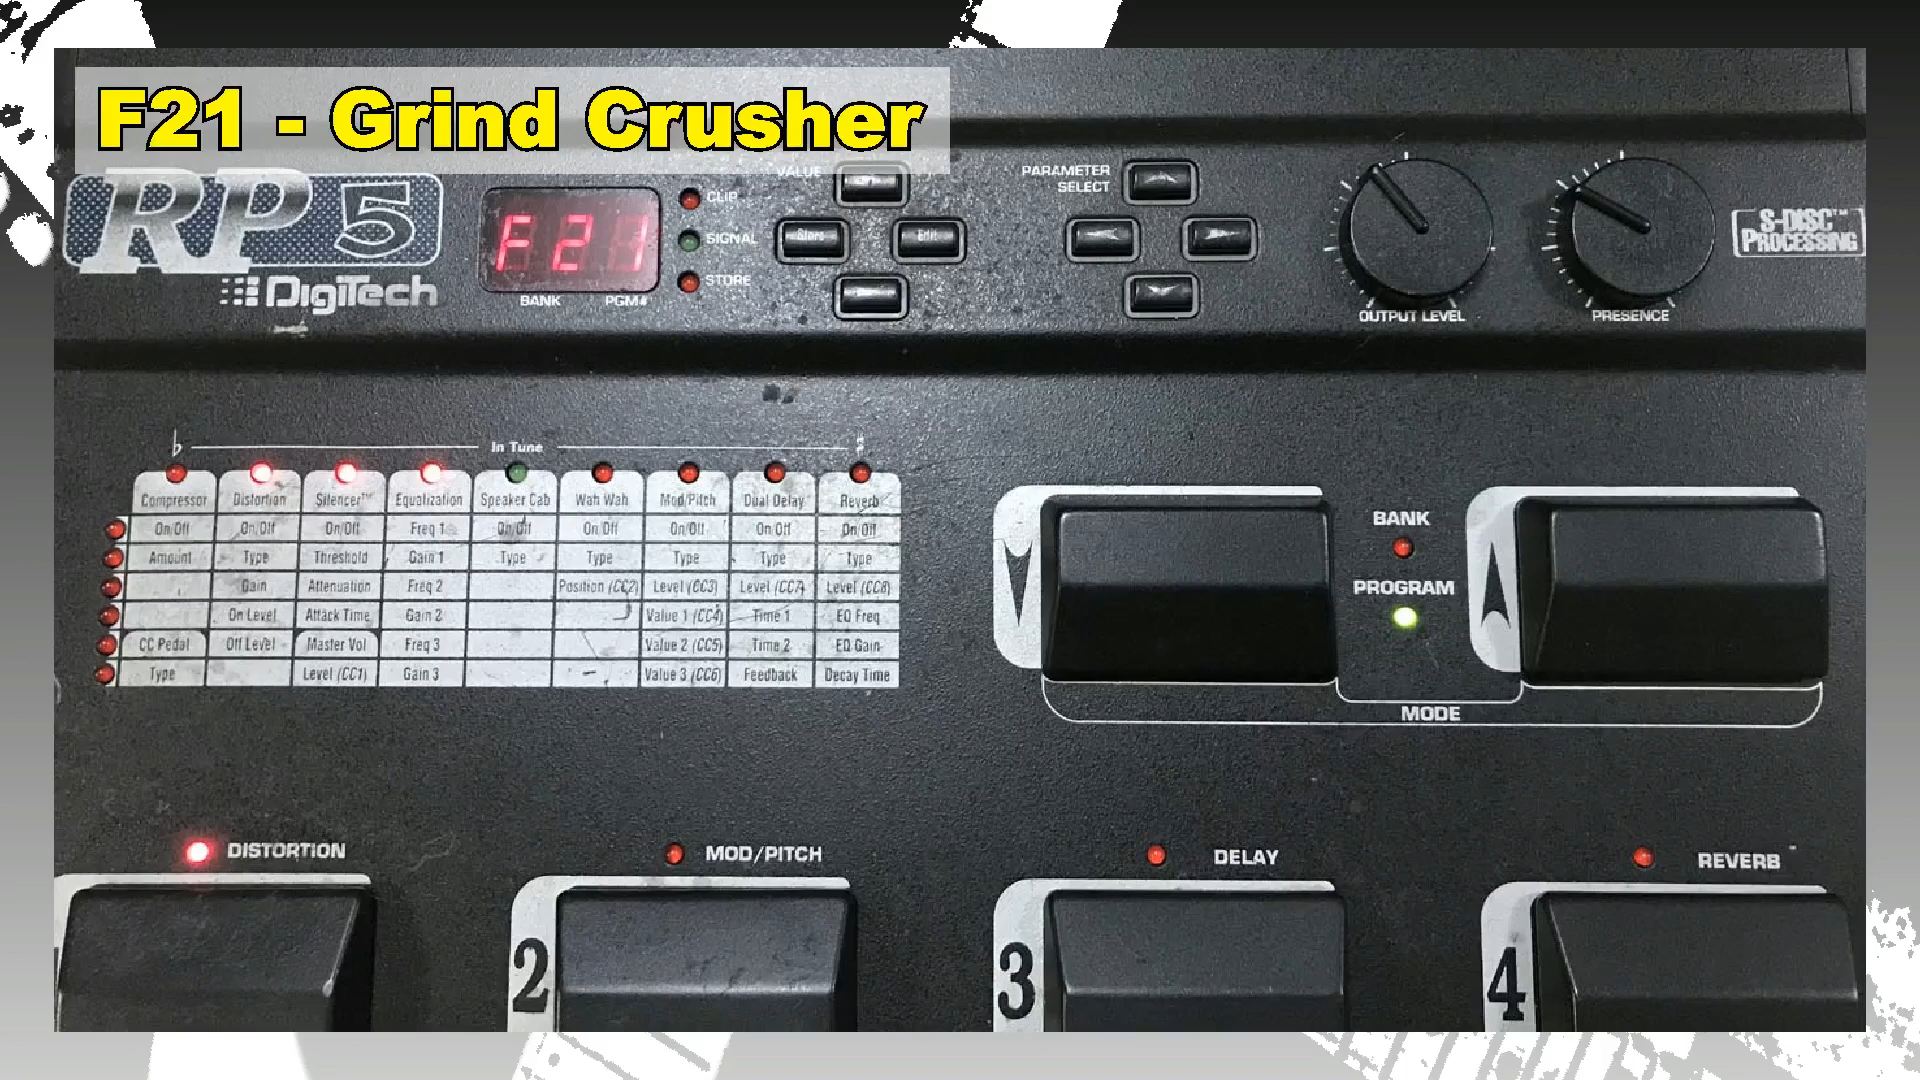 F21 - Grind Crusher
RP 5
DigiTech
F21
BANK PGM#
CLIP
SIGNAL
STORE
VALUE
Store
Edit
PARAMETER
SELECT
OUTPUT LEVEL
PRESENCE
S-DISC™
PROCESSING
♭ In Tune ♯
Compressor Distortion Silencer™ Equalization Speaker Cab Wah Wah Mod/Pitch Dual Delay Reverb
On/Off On/Off On/Off Freq 1 On/Off On/Off On/Off On/Off On/Off
Amount Type Threshold Gain 1 Type Type Type Type Type
Gain Attenuation Freq 2 Position (CC2) Level (CC3) Level (CC7) Level (CC8)
On Level Attack Time Gain 2 Value 1 (CC4) Time 1 EQ Freq
CC Pedal Off Level Master Vol Freq 3 Value 2 (CC5) Time 2 EQ Gain
Type Level (CC1) Gain 3 Value 3 (CC6) Feedback Decay Time
BANK
PROGRAM
MODE
DISTORTION
MOD/PITCH
DELAY
REVERB
2
3
4